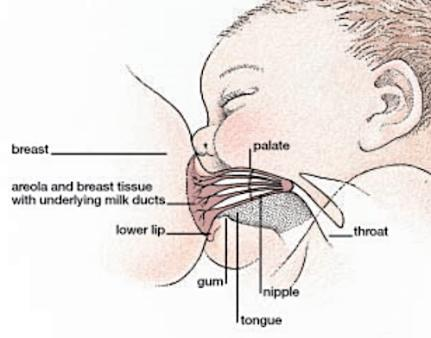 palate
breast
areola and breast tissue
with underlying milk ducts
lower lip
throat
gum
nipple
tongue